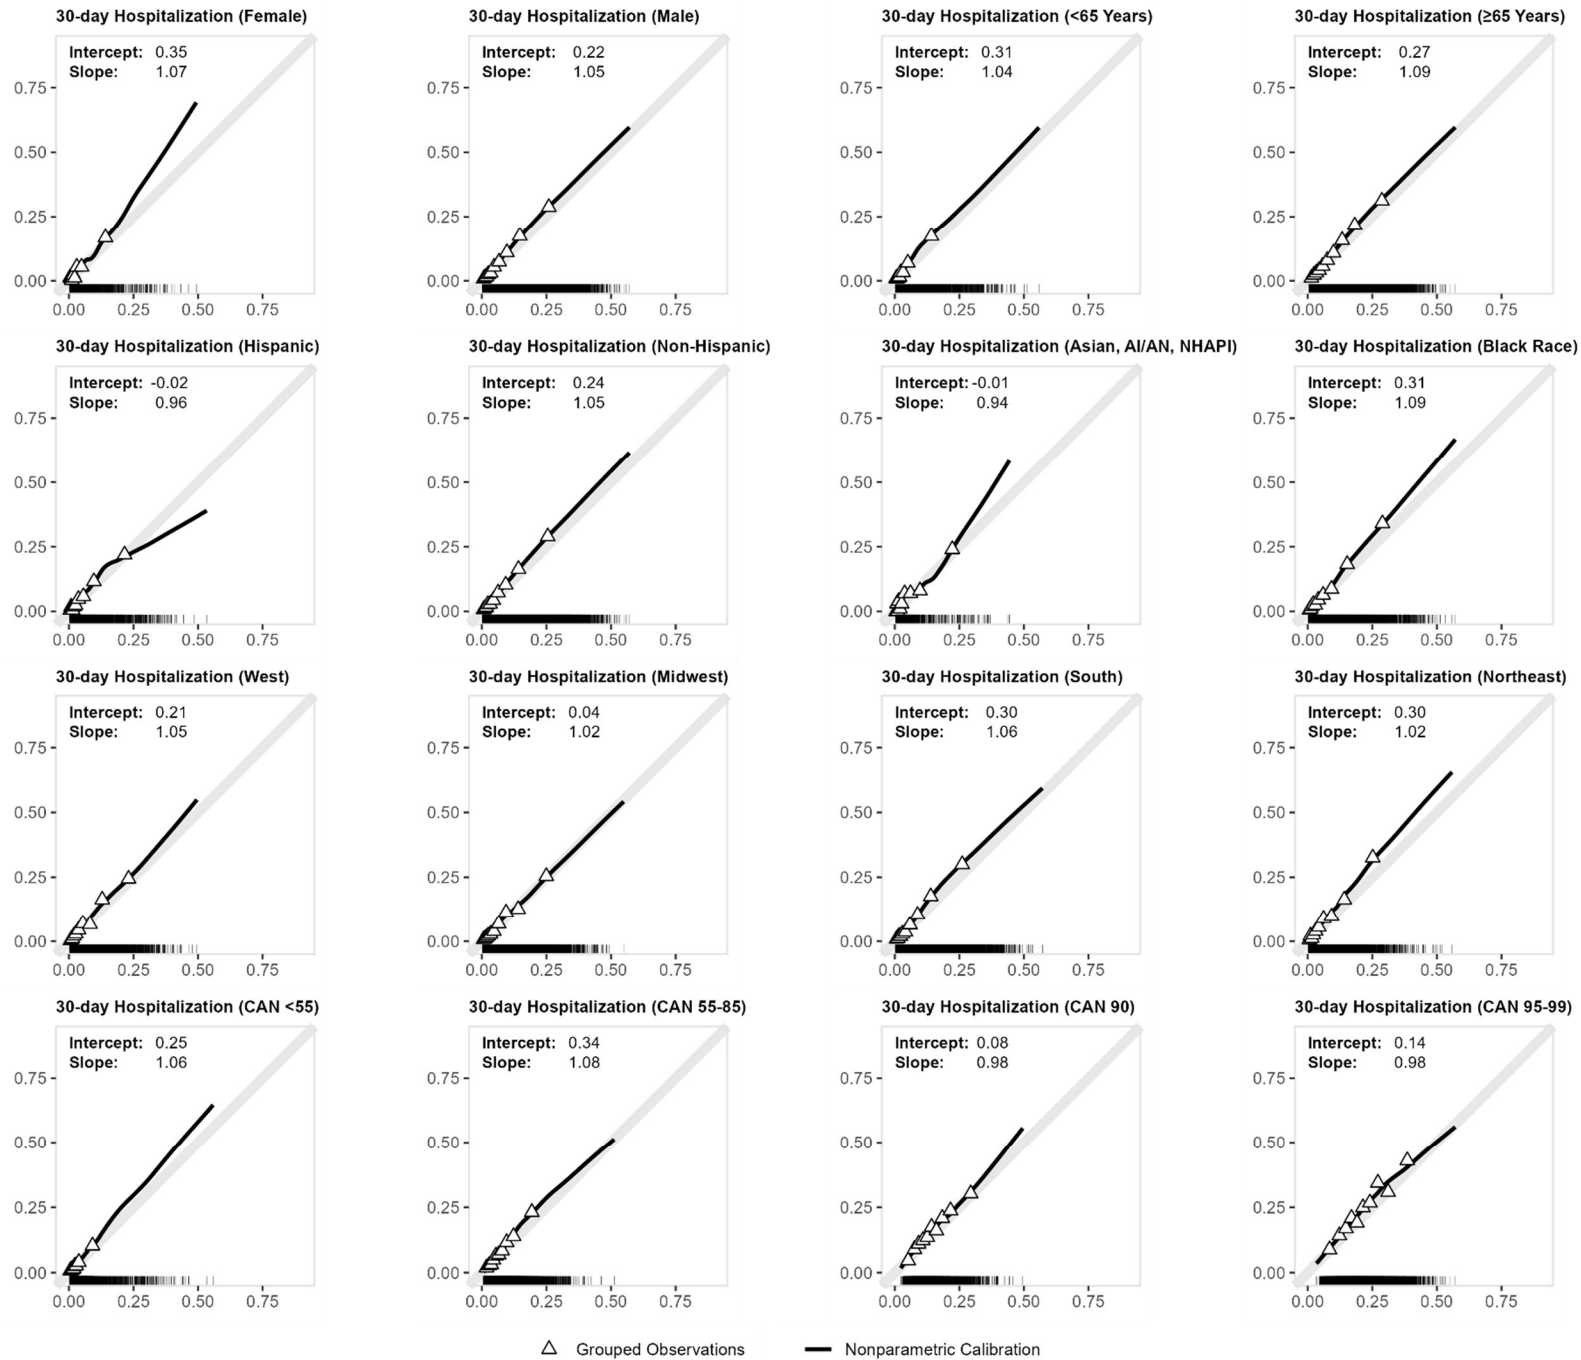 30-day Hospitalization (Female)
Intercept: 0.35
Slope: 1.07
0.75
0.50
0.25
0.00
0.00 0.25 0.50 0.75
30-day Hospitalization (Male)
Intercept: 0.22
Slope: 1.05
0.75
0.50
0.25
0.00
0.00 0.25 0.50 0.75
30-day Hospitalization (<65 Years)
Intercept: 0.31
Slope: 1.04
0.75
0.50
0.25
0.00
0.00 0.25 0.50 0.75
30-day Hospitalization (≥65 Years)
Intercept: 0.27
Slope: 1.09
0.75
0.50
0.25
0.00
0.00 0.25 0.50 0.75
30-day Hospitalization (Hispanic)
Intercept: -0.02
Slope: 0.96
0.75
0.50
0.25
0.00
0.00 0.25 0.50 0.75
30-day Hospitalization (Non-Hispanic)
Intercept: 0.24
Slope: 1.05
0.75
0.50
0.25
0.00
0.00 0.25 0.50 0.75
30-day Hospitalization (Asian, AI/AN, NHAPI)
Intercept: -0.01
Slope: 0.94
0.75
0.50
0.25
0.00
0.00 0.25 0.50 0.75
30-day Hospitalization (Black Race)
Intercept: 0.31
Slope: 1.09
0.75
0.50
0.25
0.00
0.00 0.25 0.50 0.75
30-day Hospitalization (West)
Intercept: 0.21
Slope: 1.05
0.75
0.50
0.25
0.00
0.00 0.25 0.50 0.75
30-day Hospitalization (Midwest)
Intercept: 0.04
Slope: 1.02
0.75
0.50
0.25
0.00
0.00 0.25 0.50 0.75
30-day Hospitalization (South)
Intercept: 0.30
Slope: 1.06
0.75
0.50
0.25
0.00
0.00 0.25 0.50 0.75
30-day Hospitalization (Northeast)
Intercept: 0.30
Slope: 1.02
0.75
0.50
0.25
0.00
0.00 0.25 0.50 0.75
30-day Hospitalization (CAN <55)
Intercept: 0.25
Slope: 1.06
0.75
0.50
0.25
0.00
0.00 0.25 0.50 0.75
30-day Hospitalization (CAN 55-85)
Intercept: 0.34
Slope: 1.08
0.75
0.50
0.25
0.00
0.00 0.25 0.50 0.75
30-day Hospitalization (CAN 90)
Intercept: 0.08
Slope: 0.98
0.75
0.50
0.25
0.00
0.00 0.25 0.50 0.75
30-day Hospitalization (CAN 95-99)
Intercept: 0.14
Slope: 0.98
0.75
0.50
0.25
0.00
0.00 0.25 0.50 0.75
Grouped Observations Nonparametric Calibration